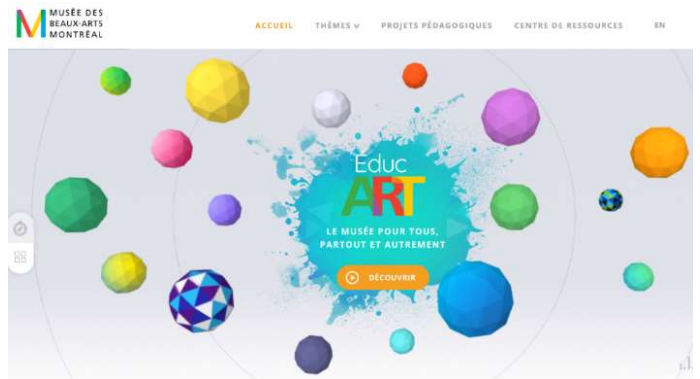 MUSÉE DES
BEAUX-ARTS
MONTRÉAL
ACCUEIL THÈMES PROJETS PÉDAGOGIQUES CENTRE DE RESSOURCES EN
Educ
ART
LE MUSÉE POUR TOUS,
PARTOUT ET AUTREMENT
DÉCOUVRIR